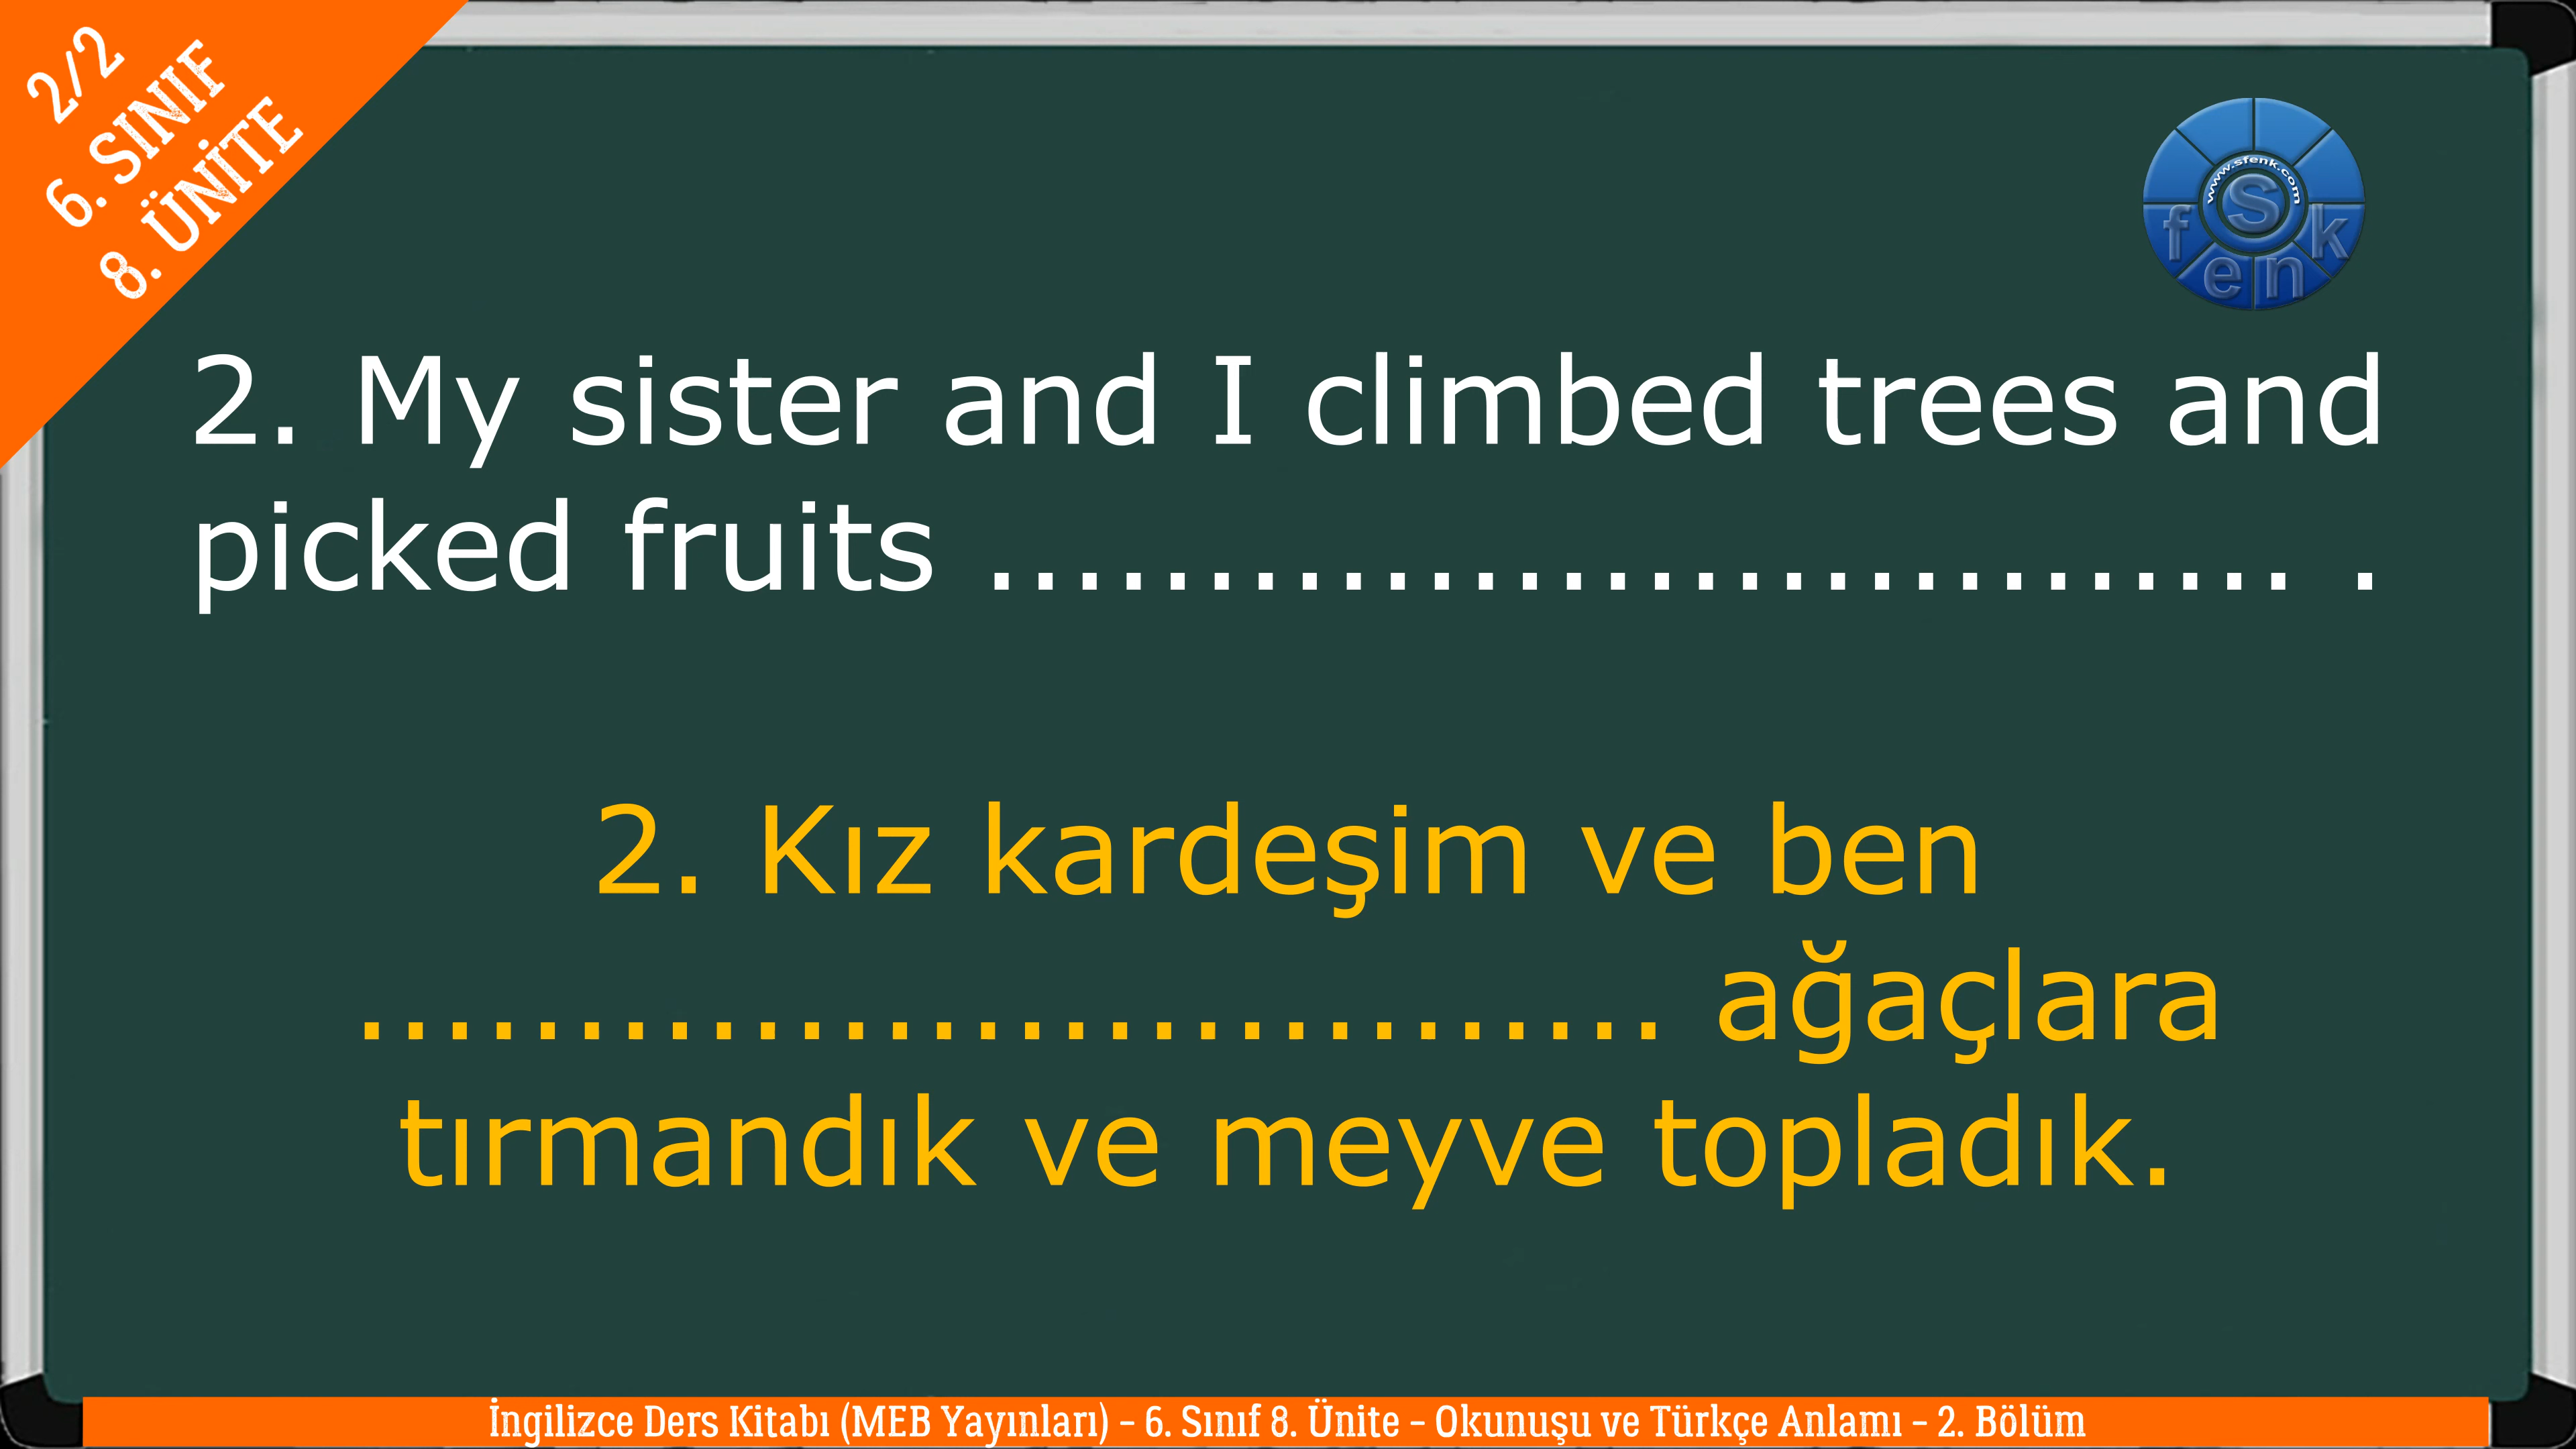 2/2
6. SINIF
8. ÜNİTE
www.sfenk.com
S
f e n k
2. My sister and I climbed trees and
picked fruits .............................. .
2. Kız kardeşim ve ben
.............................. ağaçlara
tırmandık ve meyve topladık.
İngilizce Ders Kitabı (MEB Yayınları) – 6. Sınıf 8. Ünite – Okunuşu ve Türkçe Anlamı – 2. Bölüm